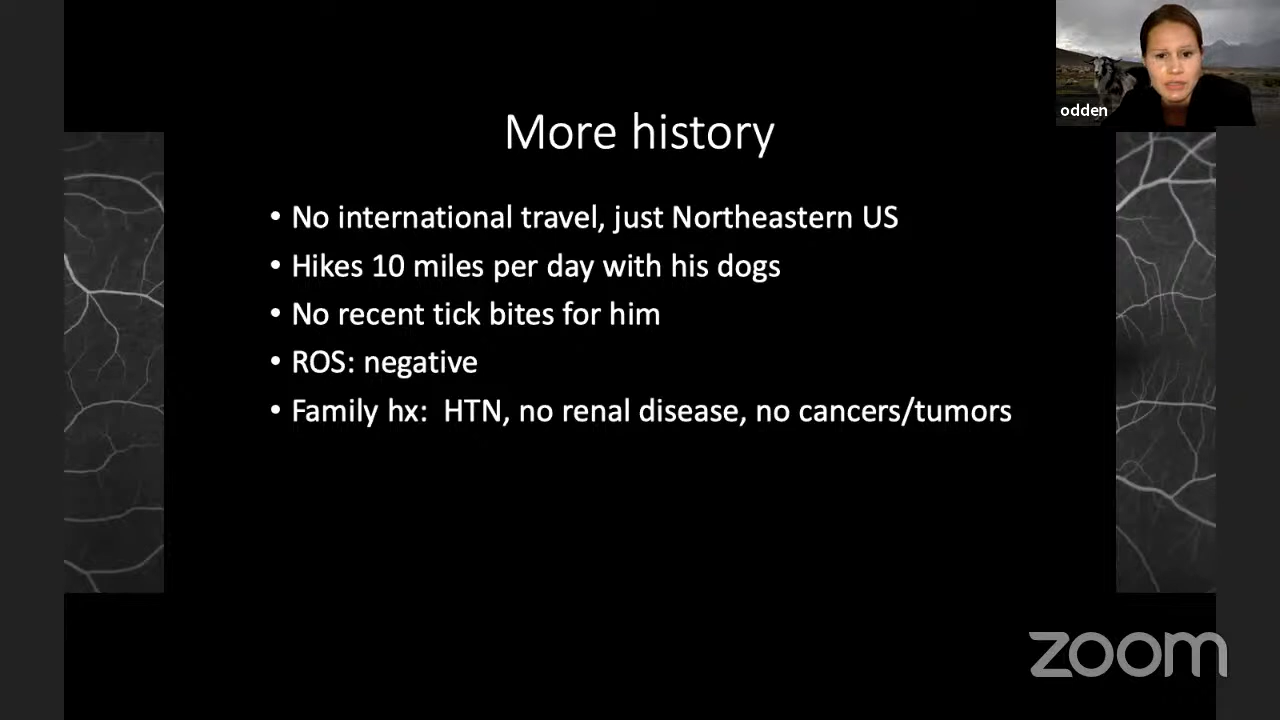 odden
More history
• No international travel, just Northeastern US
• Hikes 10 miles per day with his dogs
• No recent tick bites for him
• ROS: negative
• Family hx:  HTN, no renal disease, no cancers/tumors
zoom